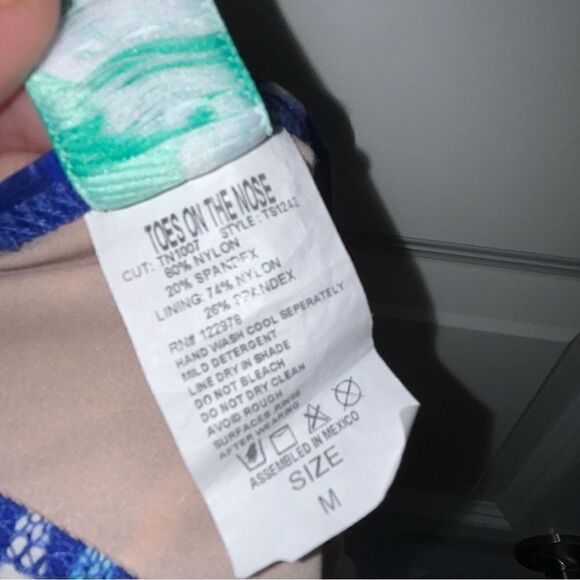 TOES ON THE NOSE
CUT: TN1007 STYLE: TS1242
80% NYLON
20% SPANDEX
LINING: 74% NYLON
26% SPANDEX
RN# 122978
HAND WASH COOL SEPERATELY
MILD DETERGENT
LINE DRY IN SHADE
DO NOT BLEACH
DO NOT DRY CLEAN
AVOID ROUGH
SURFACES RINSE
AFTER WEARING
ASSEMBLED IN MEXICO
SIZE
M